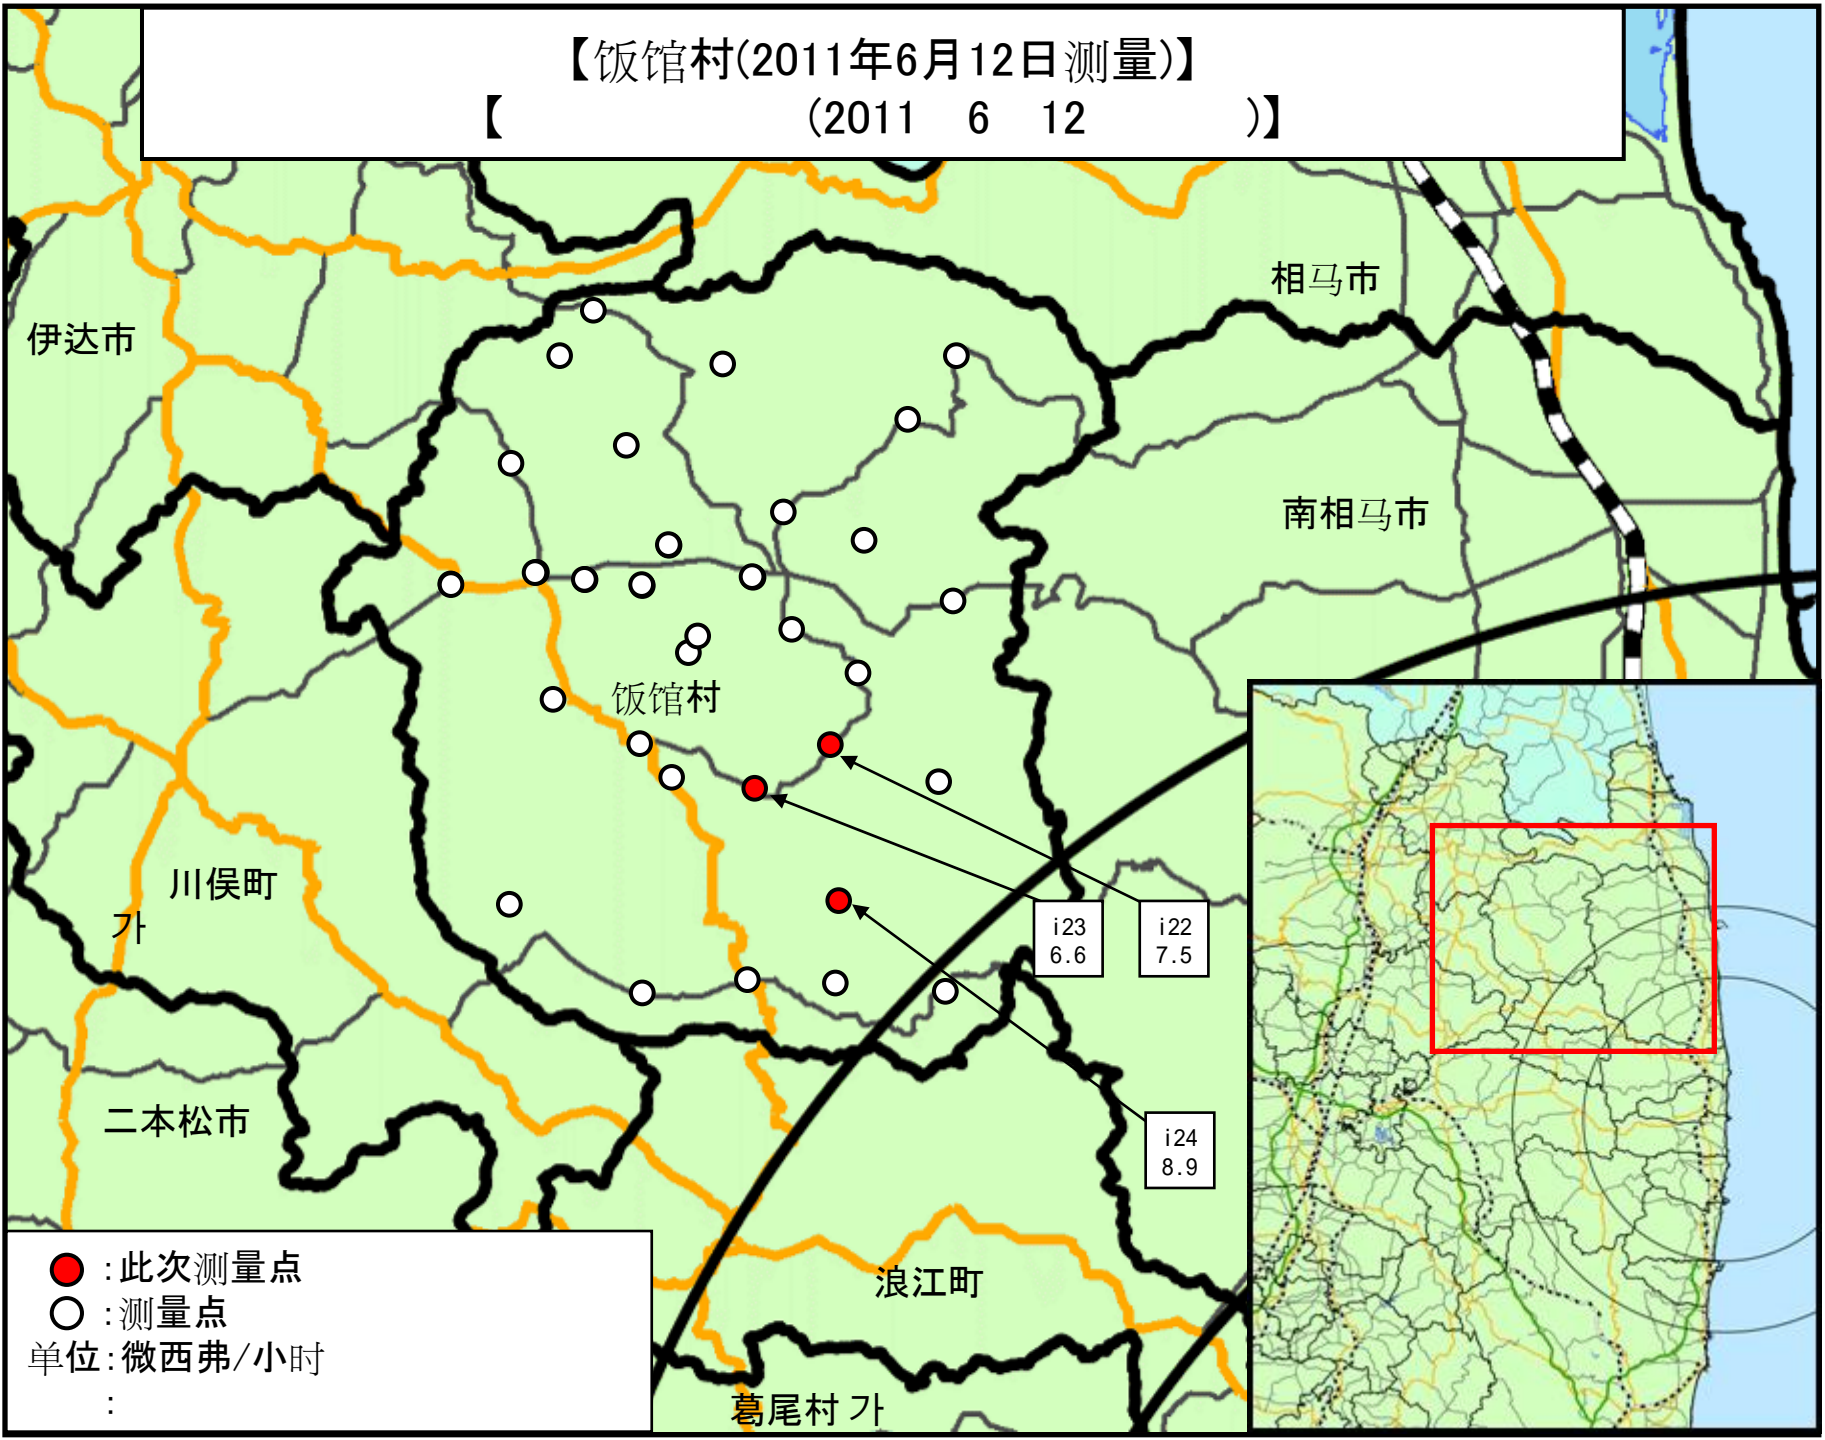 【饭馆村(2011年6月12日测量)】
【 (2011 6 12 )】
相马市
伊达市
南相马市
饭馆村
川俣町
가
i23
6.6
i22
7.5
二本松市
i24
8.9
浪江町
葛尾村 가
:此次测量点
:测量点
单位:微西弗/小时
: